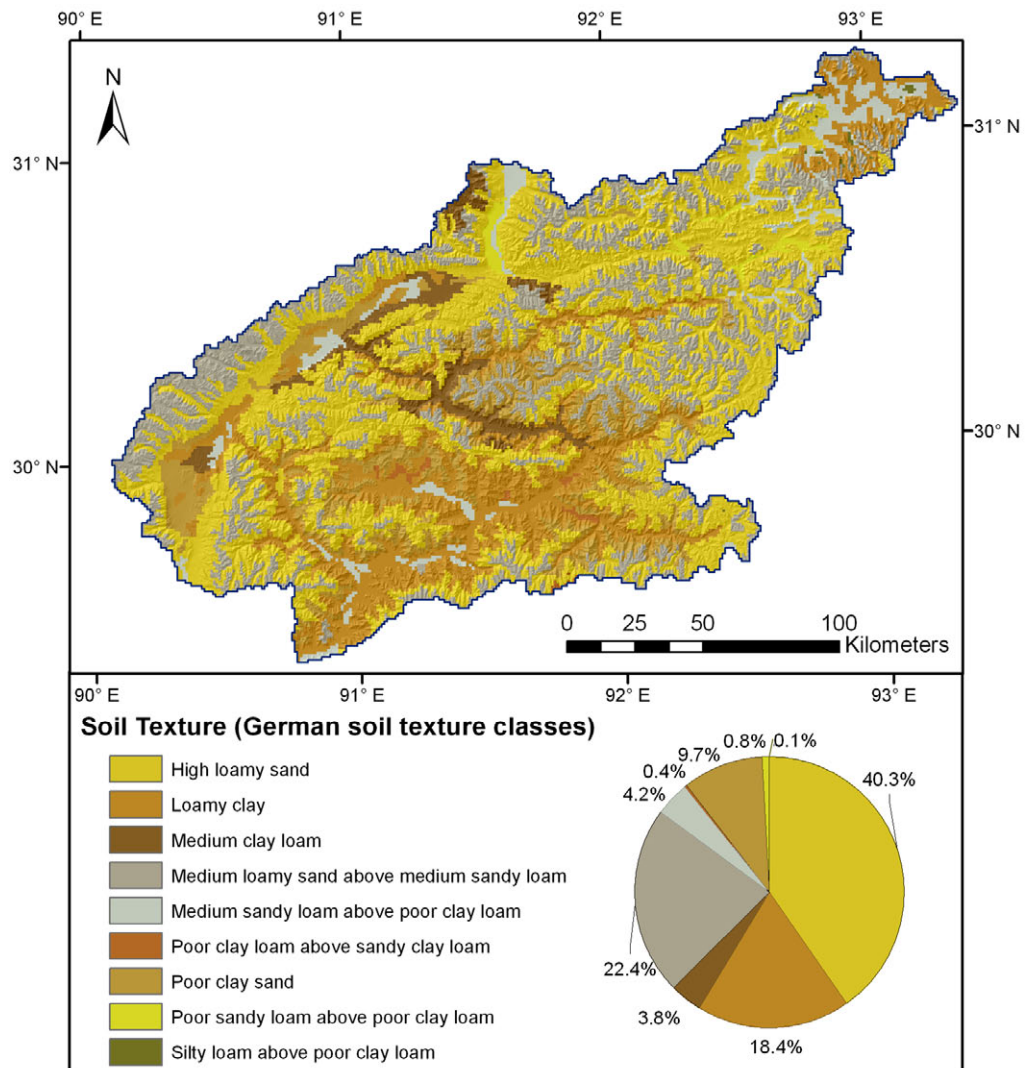 90° E 91° E 92° E 93° E
N
31° N 31° N
30° N 30° N
0 25 50 100
Kilometers
90° E 91° E 92° E 93° E
Soil Texture (German soil texture classes)
High loamy sand
Loamy clay
Medium clay loam
Medium loamy sand above medium sandy loam
Medium sandy loam above poor clay loam
Poor clay loam above sandy clay loam
Poor clay sand
Poor sandy loam above poor clay loam
Silty loam above poor clay loam
40.3%
18.4%
3.8%
22.4%
4.2%
0.4%
9.7%
0.8%
0.1%